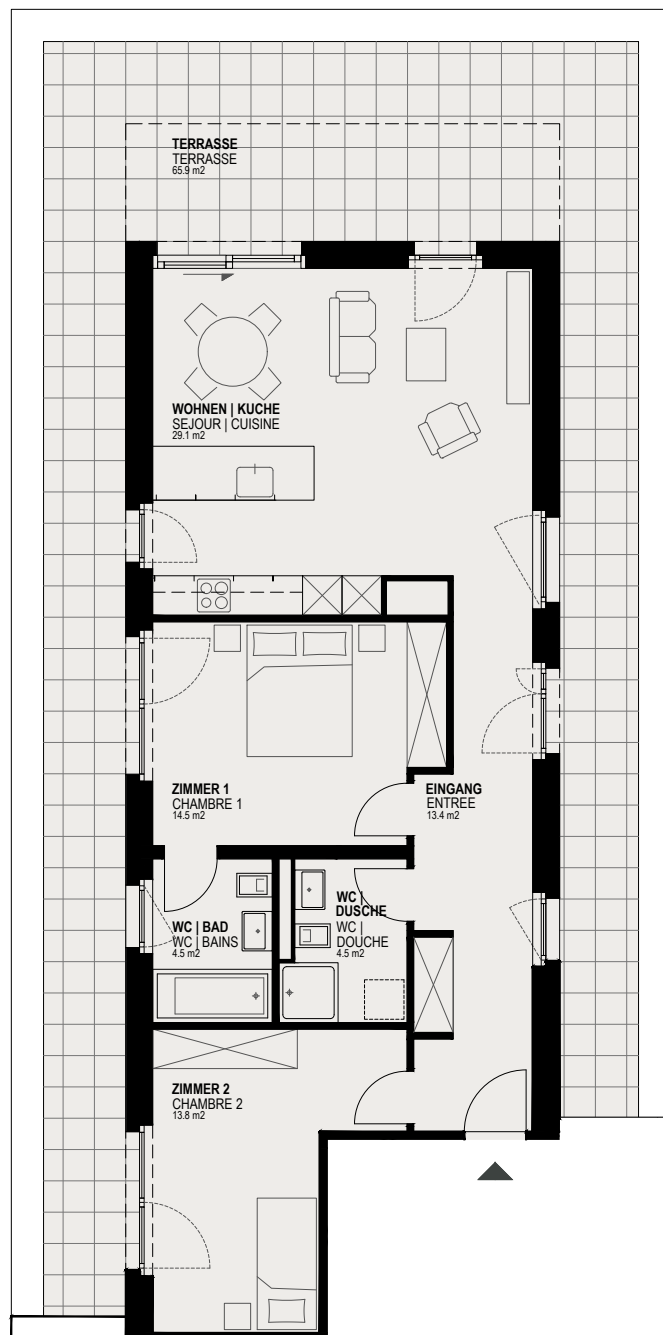 TERRASSE
TERRASSE
65.9 m2
WOHNEN | KUCHE
SEJOUR | CUISINE
29.1 m2
ZIMMER 1
CHAMBRE 1
14.5 m2
EINGANG
ENTREE
13.4 m2
WC | BAD
WC | BAINS
4.5 m2
WC |
DUSCHE
WC |
DOUCHE
4.5 m2
ZIMMER 2
CHAMBRE 2
13.8 m2